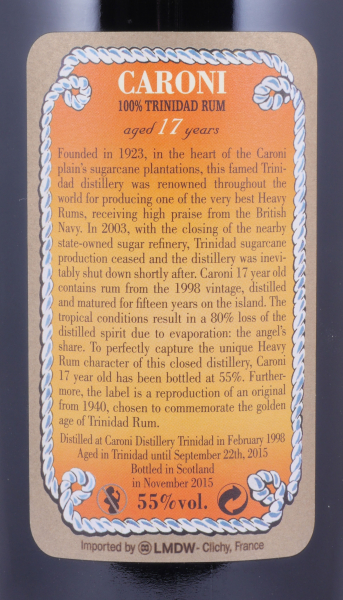 CARONI
100% TRINIDAD RUM
aged 17 years
Founded in 1923, in the heart of the Caroni
plain's sugarcane plantations, this famed Trini-
dad distillery was renowned throughout the
world for producing one of the very best Heavy
Rums, receiving high praise from the British
Navy. In 2003, with the closing of the nearby
state-owned sugar refinery, Trinidad sugarcane
production ceased and the distillery was inevi-
tably shut down shortly after. Caroni 17 year old
contains rum from the 1998 vintage, distilled
and matured for fifteen years on the island. The
tropical conditions result in a 80% loss of the
distilled spirit due to evaporation: the angel's
share. To perfectly capture the unique Heavy
Rum character of this closed distillery, Caroni
17 year old has been bottled at 55%. Further-
more, the label is a reproduction of an original
from 1940, chosen to commemorate the golden
age of Trinidad Rum.
Distilled at Caroni Distillery Trinidad in February 1998
Aged in Trinidad until September 22th, 2015
Bottled in Scotland
in November 2015
55%vol.
Imported by LMDW - Clichy, France